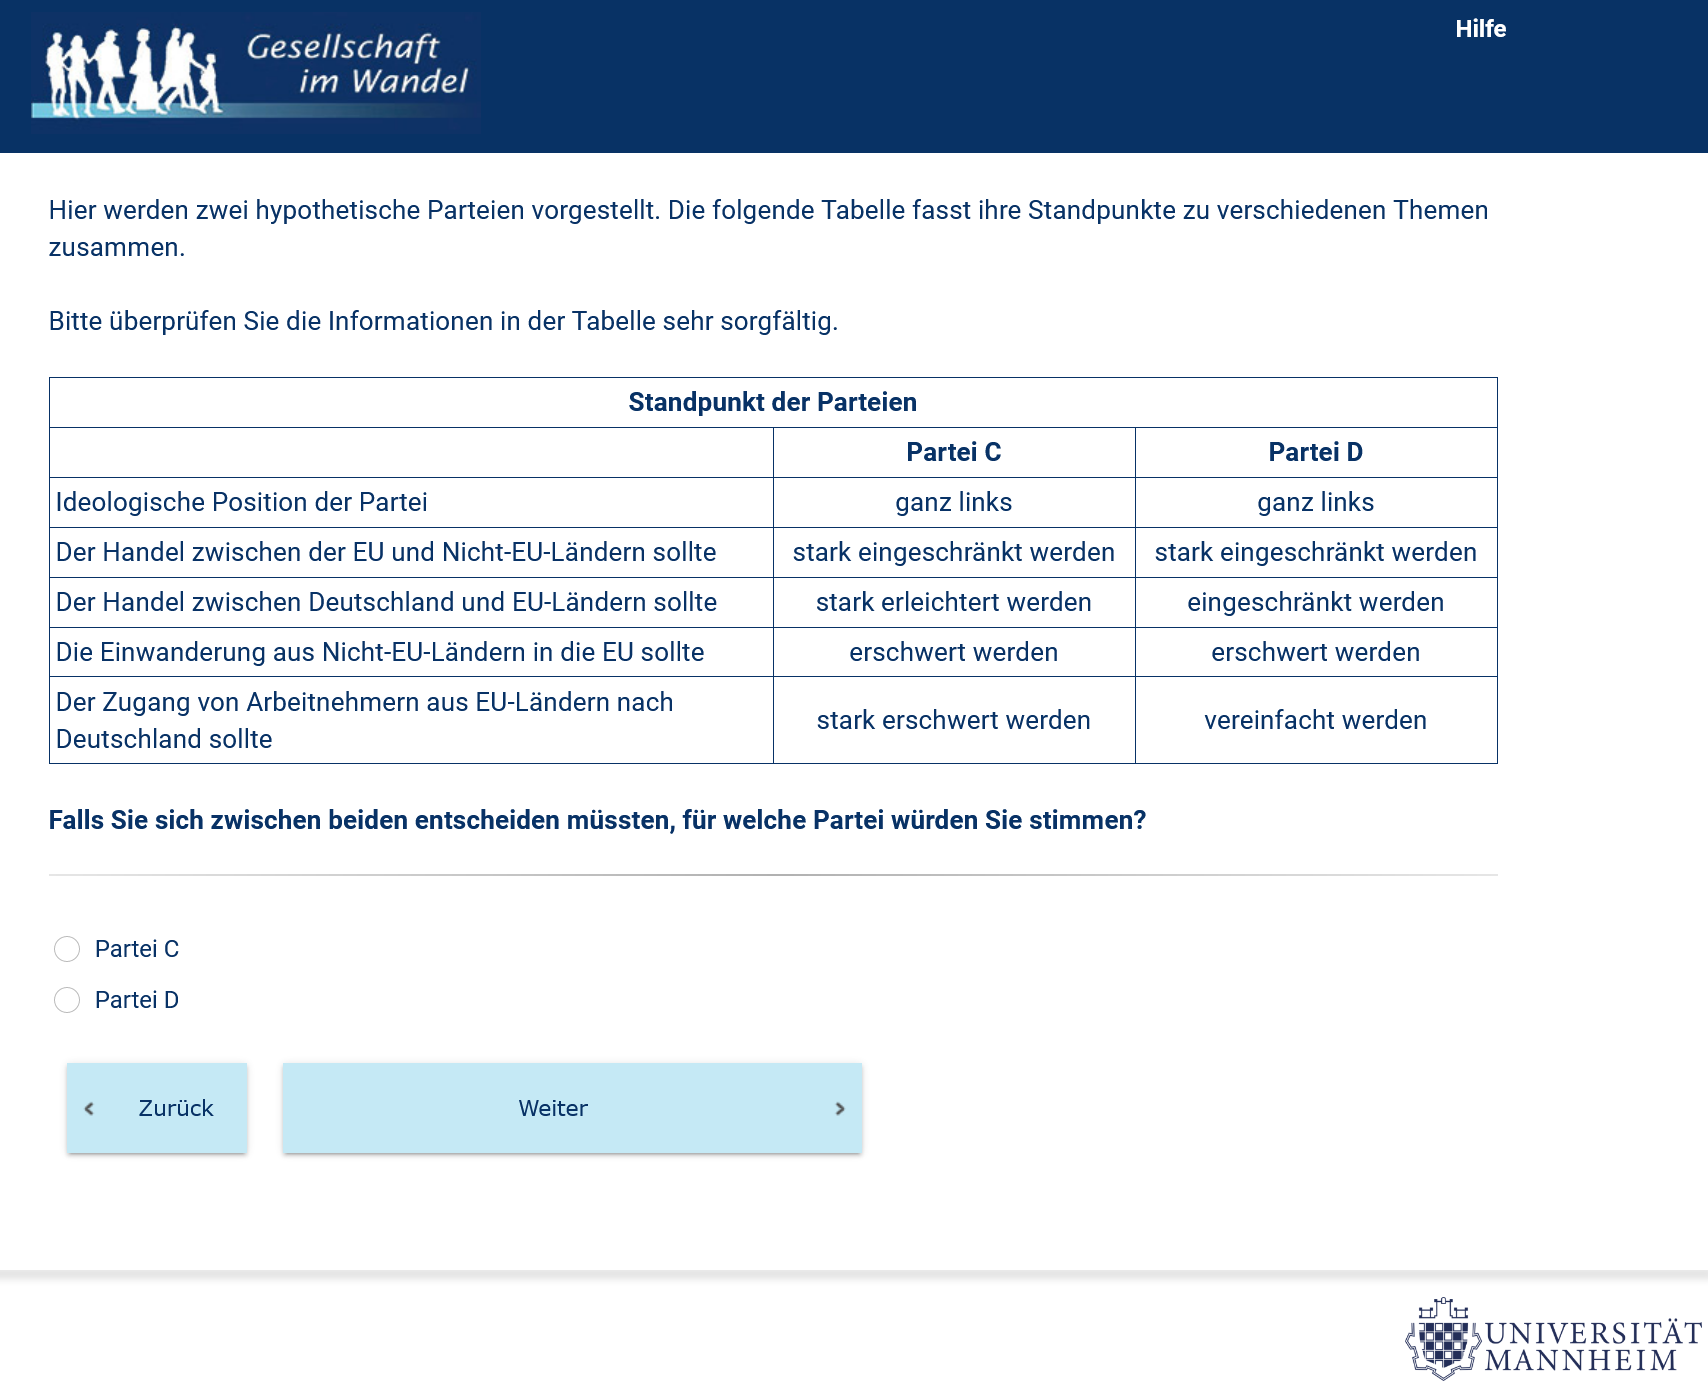 Gesellschaft
im Wandel
Hilfe
Hier werden zwei hypothetische Parteien vorgestellt. Die folgende Tabelle fasst ihre Standpunkte zu verschiedenen Themen
zusammen.
Bitte überprüfen Sie die Informationen in der Tabelle sehr sorgfältig.
Standpunkt der Parteien
Partei C Partei D
Ideologische Position der Partei ganz links ganz links
Der Handel zwischen der EU und Nicht-EU-Ländern sollte stark eingeschränkt werden stark eingeschränkt werden
Der Handel zwischen Deutschland und EU-Ländern sollte stark erleichtert werden eingeschränkt werden
Die Einwanderung aus Nicht-EU-Ländern in die EU sollte erschwert werden erschwert werden
Der Zugang von Arbeitnehmern aus EU-Ländern nach
Deutschland sollte stark erschwert werden vereinfacht werden
Falls Sie sich zwischen beiden entscheiden müssten, für welche Partei würden Sie stimmen?
Partei C
Partei D
Zurück Weiter
UNIVERSITÄT
MANNHEIM